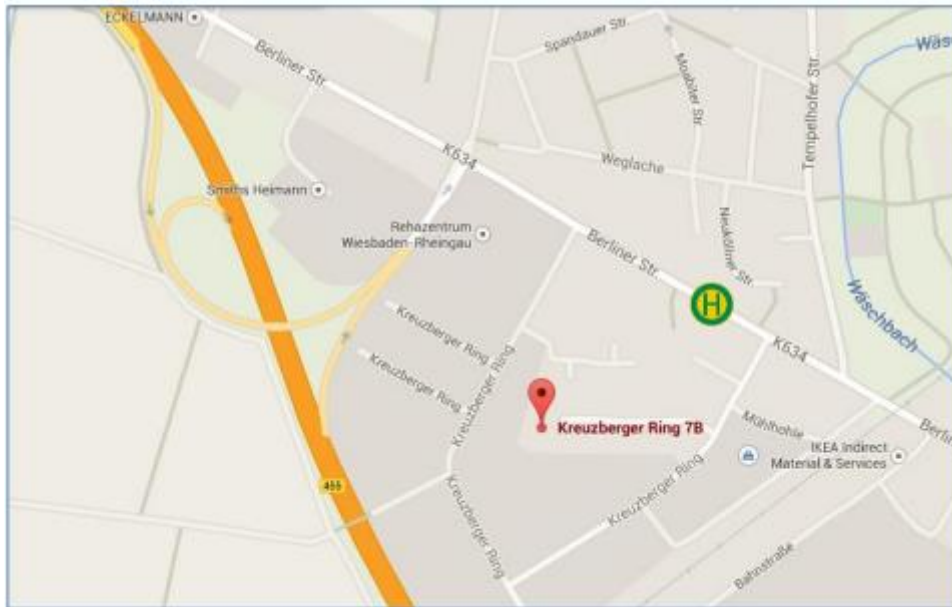 ECKELMANN
Berliner Str.
Spandauer Str.
Moabiter Str.
Tempelhofer Str.
Wäsc
K634
Weglache
Smiths Heimann
Rehazentrum
Wiesbaden-Rheingau
Berliner Str.
Neuköllner Str.
H
Wäschbach
K634
Kreuzberger Ring
Kreuzberger Ring
Kreuzberger Ring
Kreuzberger Ring 7B
Mühlhohle
Berlin
IKEA Indirect
Material & Services
455
Kreuzberger Ring
Kreuzberger Ring
Bahnstraße